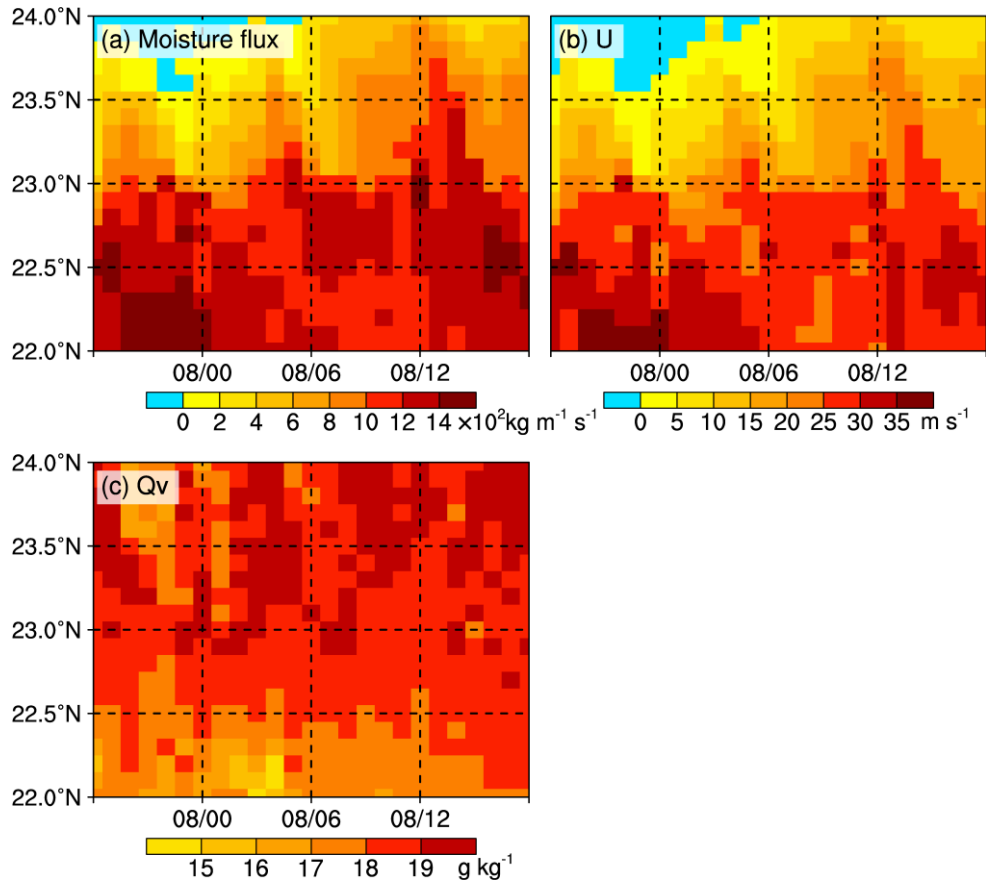 (a) Moisture flux
24.0°N
23.5°N
23.0°N
22.5°N
22.0°N
08/00 08/06 08/12
0 2 4 6 8 10 12 14 ×10² kg m⁻¹ s⁻¹
(b) U
08/00 08/06 08/12
0 5 10 15 20 25 30 35 m s⁻¹
(c) Qv
24.0°N
23.5°N
23.0°N
22.5°N
22.0°N
08/00 08/06 08/12
15 16 17 18 19 g kg⁻¹